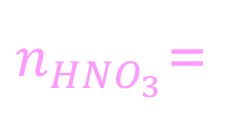 n_{HNO_3} =